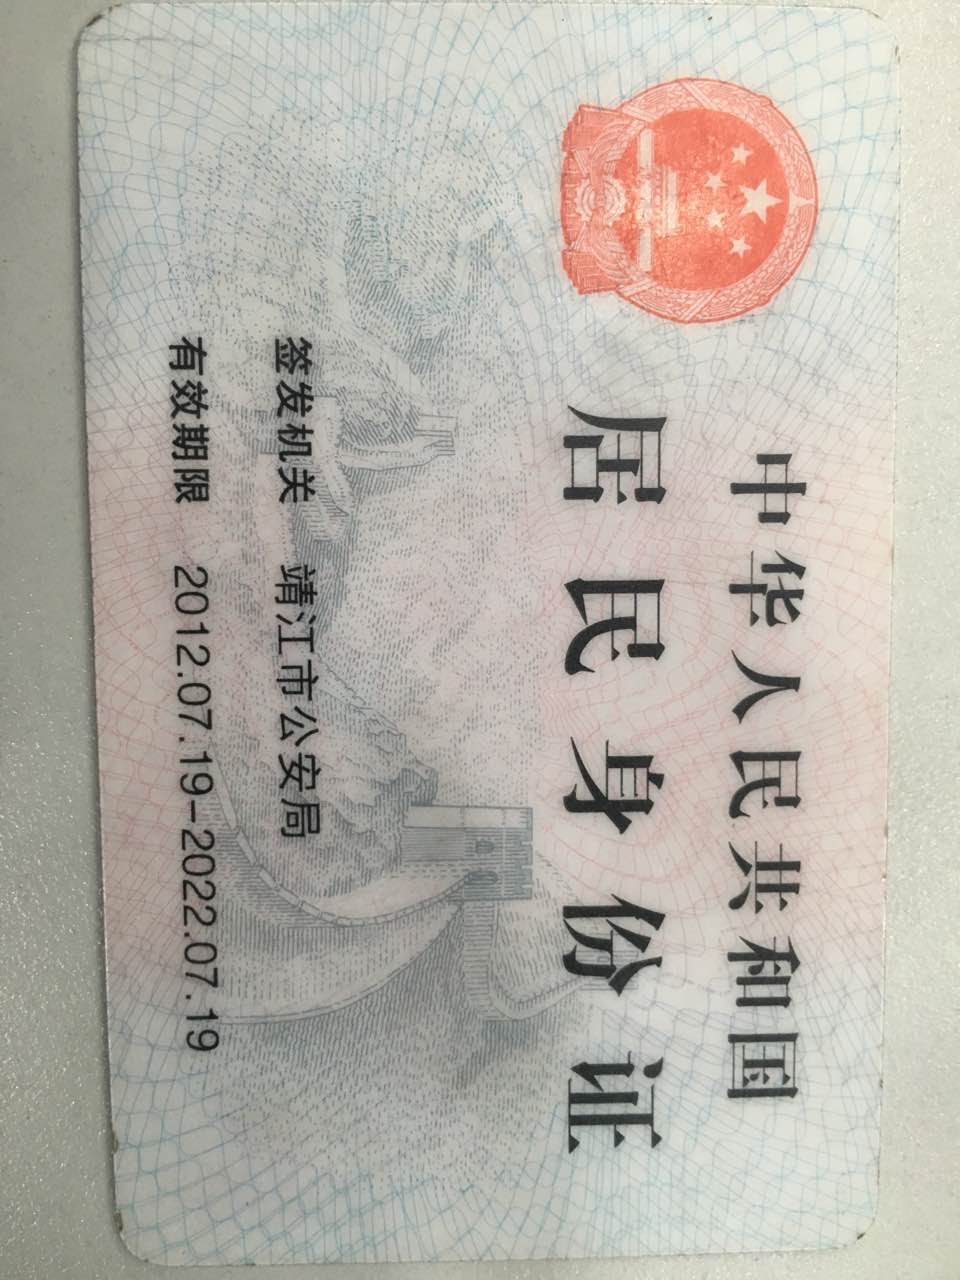 中华人民共和国
居民身份证
签发机关 靖江市公安局
有效期限 2012.07.19-2022.07.19